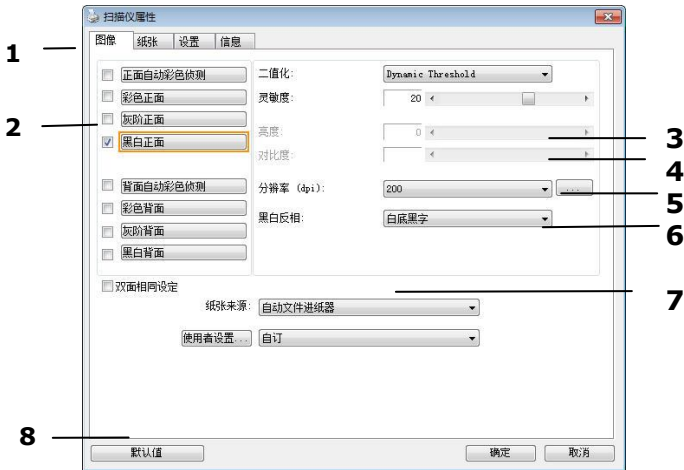 扫描仪属性
图像 纸张 设置 信息
1
正面自动彩色侦测 二值化: Dynamic Threshold
彩色正面 灵敏度: 20
2 灰阶正面
黑白正面 亮度: 0 3
对比度: 4
背面自动彩色侦测 分辨率 (dpi): 200 ... 5
彩色背面 黑白反相: 白底黑字 6
灰阶背面
黑白背面
双面相同设定 7
纸张来源: 自动文件进纸器
使用者设置... 自订
8
默认值 确定 取消